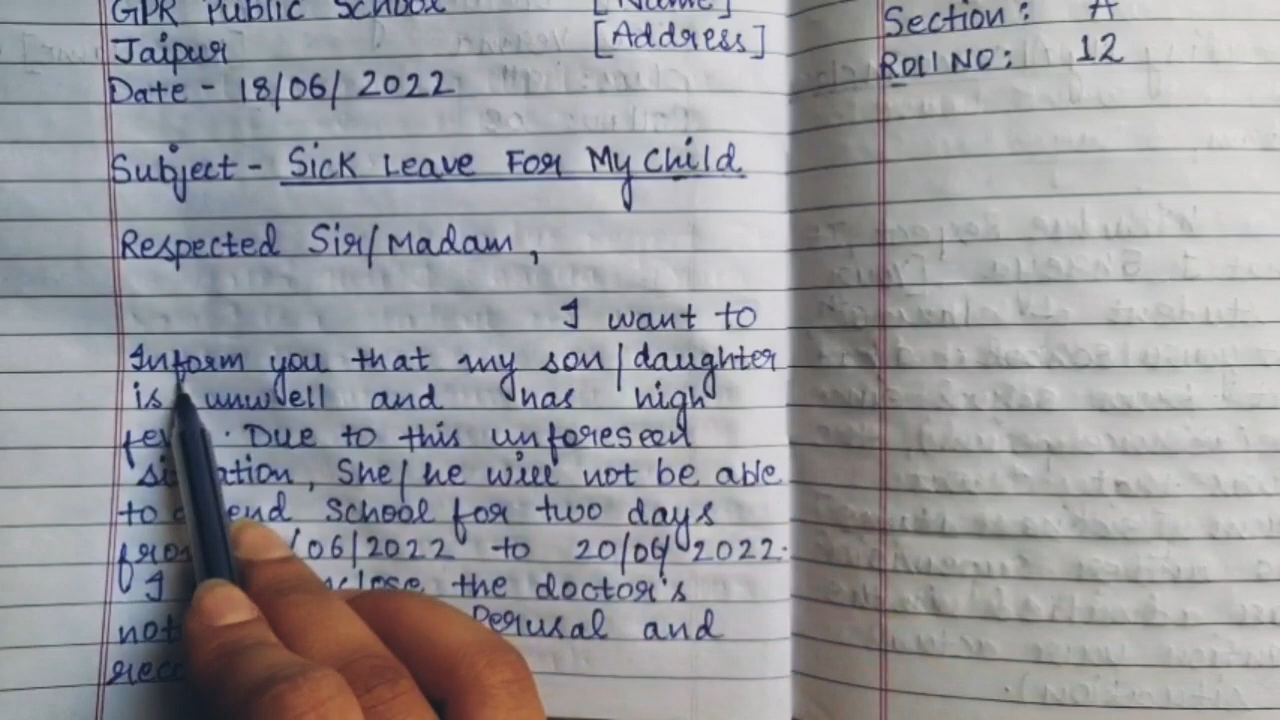 GPR Public School [Name]
Jaipur [Address]
Date - 18/06/2022
Subject - Sick Leave For My Child
Respected Sir/Madam,
I want to
Inform you that my son/daughter
is unwell and has high
Due to this unforeseen
She/he will not be able
to School for two days
/06/2022 to 20/06/2022.
I the doctor's
Perusal and
Section: A
Roll No: 12